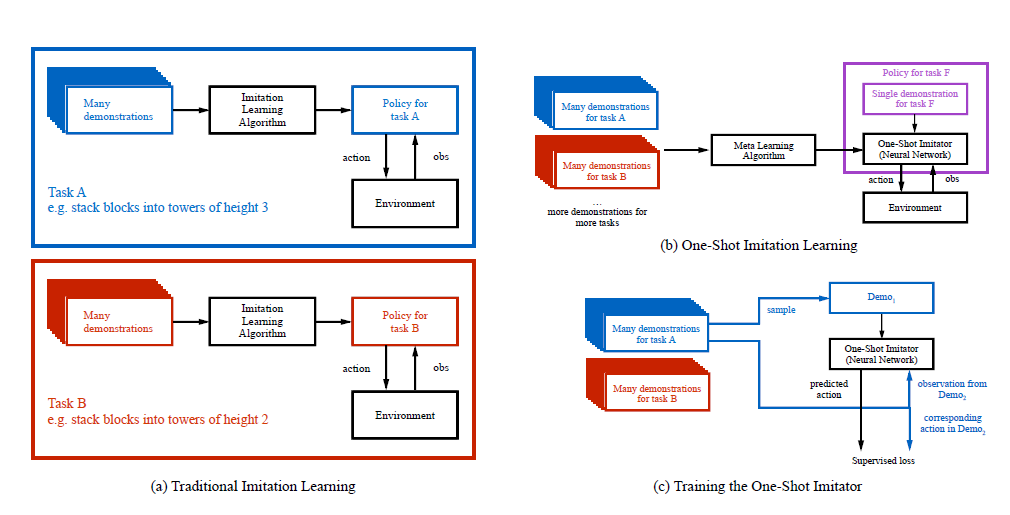 Many
demonstrations
Imitation
Learning
Algorithm
Policy for
task A
action
obs
Environment
Task A
e.g. stack blocks into towers of height 3
Many
demonstrations
Imitation
Learning
Algorithm
Policy for
task B
action
obs
Environment
Task B
e.g. stack blocks into towers of height 2
(a) Traditional Imitation Learning
Many demonstrations
for task A
Many demonstrations
for task B
...
more demonstrations for
more tasks
Meta Learning
Algorithm
Policy for task F
Single demonstration
for task F
One-Shot Imitator
(Neural Network)
action
obs
Environment
(b) One-Shot Imitation Learning
Many demonstrations
for task A
Many demonstrations
for task B
sample
Demo1
One-Shot Imitator
(Neural Network)
predicted
action
observation from
Demo2
corresponding
action in Demo2
Supervised loss
(c) Training the One-Shot Imitator